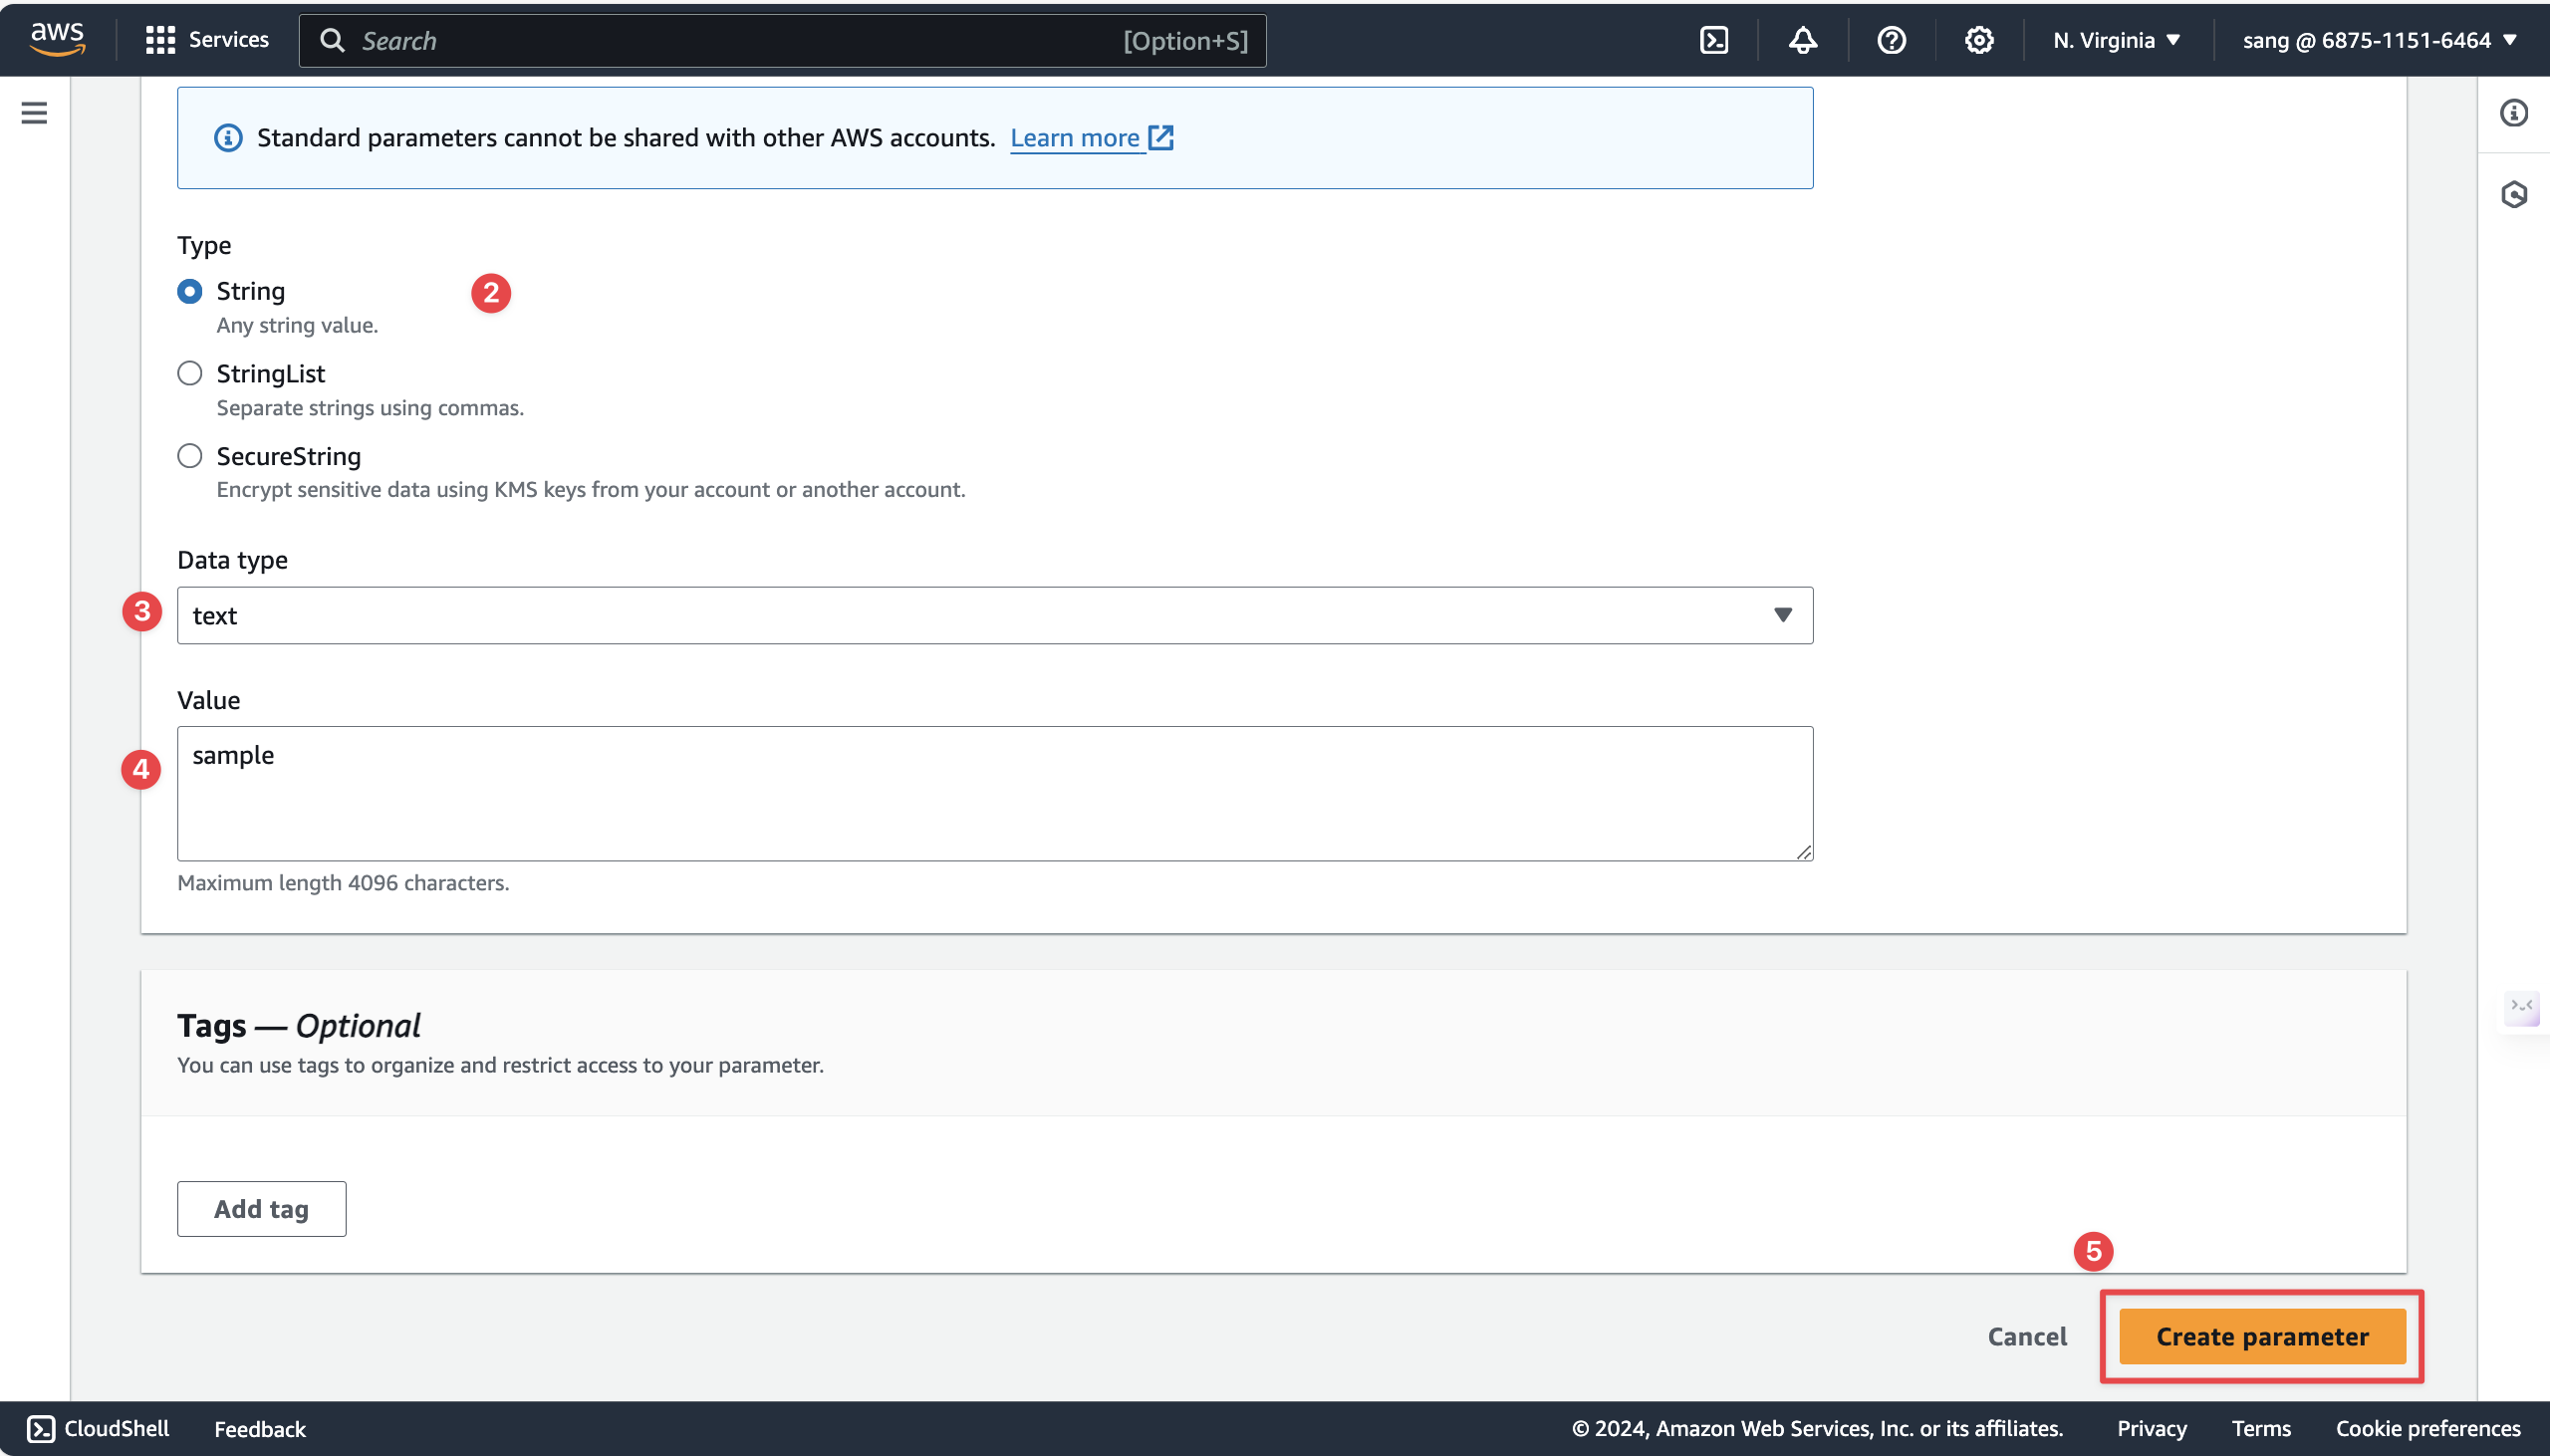 aws
Services
Search
[Option+S]
N. Virginia
sang @ 6875-1151-6464
Standard parameters cannot be shared with other AWS accounts. Learn more
Type
String
2
Any string value.
StringList
Separate strings using commas.
SecureString
Encrypt sensitive data using KMS keys from your account or another account.
Data type
3
text
Value
4
sample
Maximum length 4096 characters.
Tags — Optional
You can use tags to organize and restrict access to your parameter.
Add tag
5
Cancel
Create parameter
CloudShell
Feedback
© 2024, Amazon Web Services, Inc. or its affiliates.
Privacy
Terms
Cookie preferences